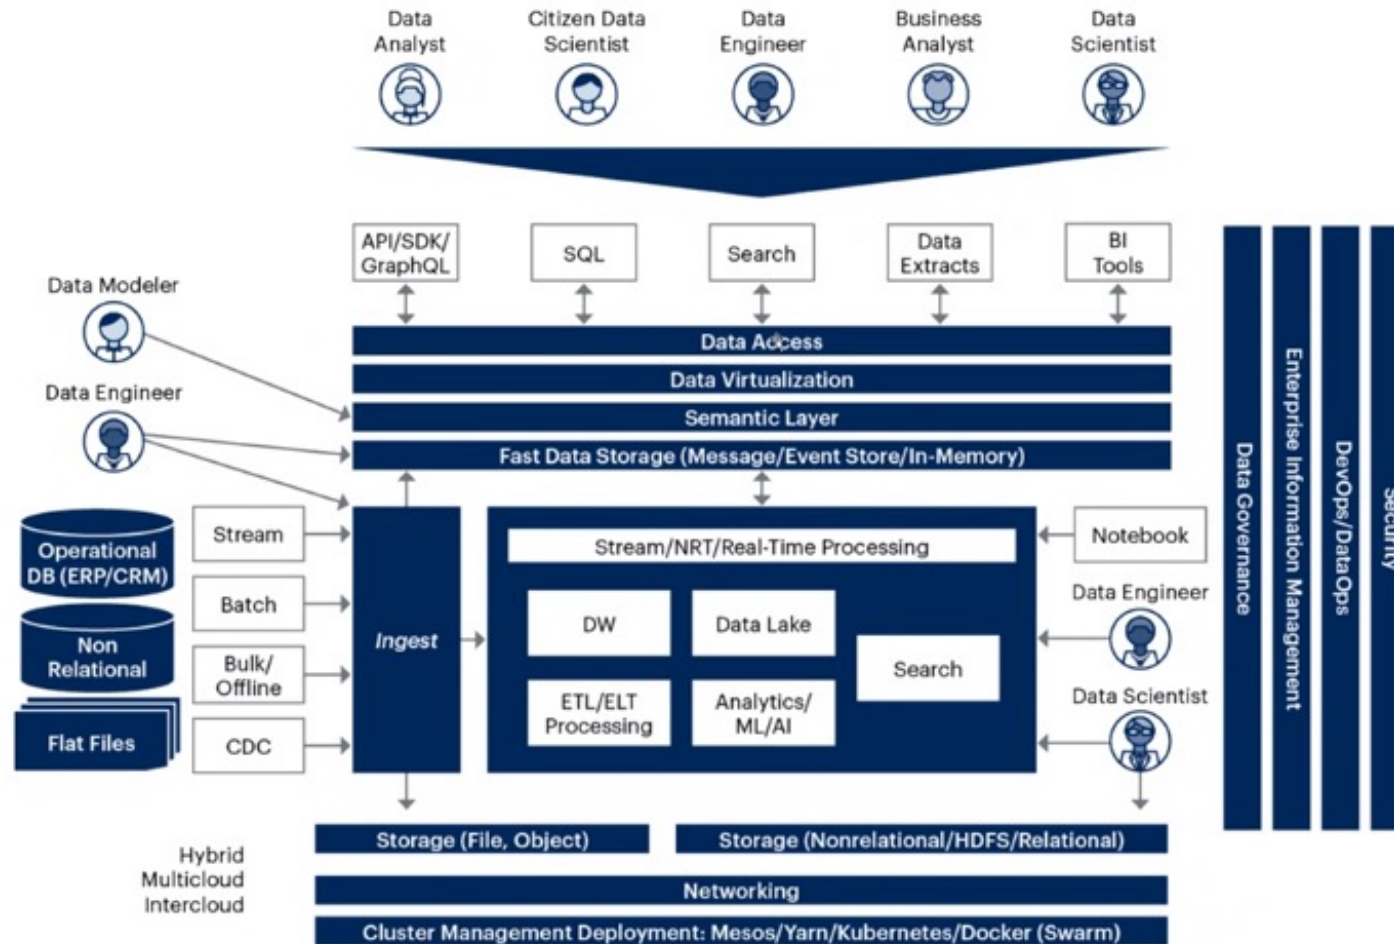 Data
Analyst
Citizen Data
Scientist
Data
Engineer
Business
Analyst
Data
Scientist
API/SDK/
GraphQL
SQL
Search
Data
Extracts
BI
Tools
Data Modeler
Data Engineer
Data Access
Data Virtualization
Semantic Layer
Fast Data Storage (Message/Event Store/In-Memory)
Operational
DB (ERP/CRM)
Non
Relational
Flat Files
Stream
Batch
Bulk/
Offline
CDC
Ingest
Stream/NRT/Real-Time Processing
DW
Data Lake
ETL/ELT
Processing
Analytics/
ML/AI
Search
Notebook
Data Engineer
Data Scientist
Data Governance
Enterprise Information Management
DevOps/DataOps
Security
Hybrid
Multicloud
Intercloud
Storage (File, Object)
Storage (Nonrelational/HDFS/Relational)
Networking
Cluster Management Deployment: Mesos/Yarn/Kubernetes/Docker (Swarm)